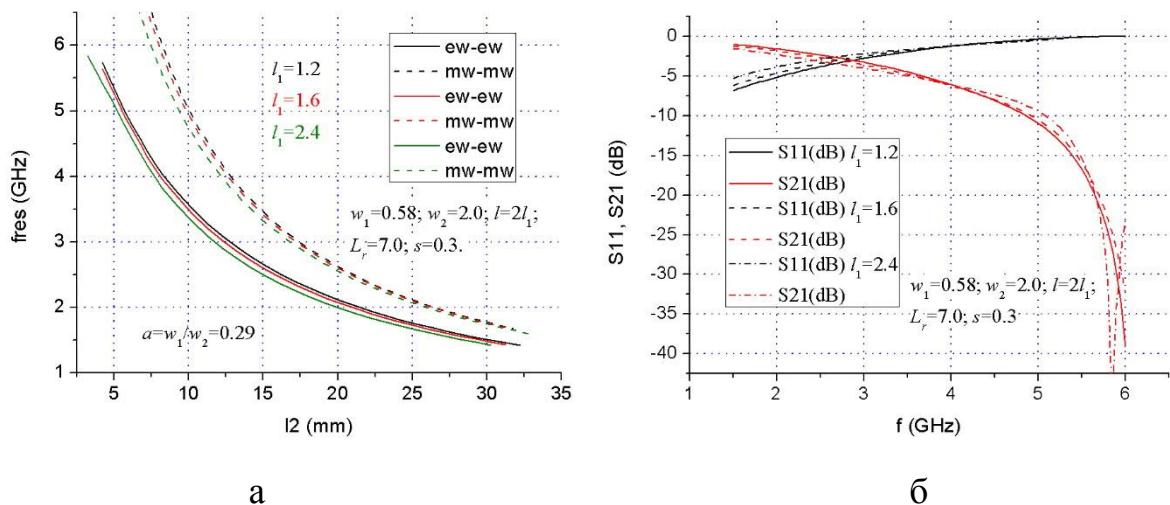 fres (GHz)
6
5
4
3
2
1
ew-ew
mw-mw
ew-ew
mw-mw
ew-ew
mw-mw
l1=1.2
l1=1.6
l1=2.4
w1=0.58; w2=2.0; l=2l1;
Lr=7.0; s=0.3.
a=w1/w2=0.29
5
10
15
20
25
30
35
l2 (mm)
а
S11, S21 (dB)
0
-5
-10
-15
-20
-25
-30
-35
-40
S11(dB) l1=1.2
S21(dB)
S11(dB) l1=1.6
S21(dB)
S11(dB) l1=2.4
S21(dB)
w1=0.58; w2=2.0; l=2l1;
Lr=7.0; s=0.3
1
2
3
4
5
6
f (GHz)
б